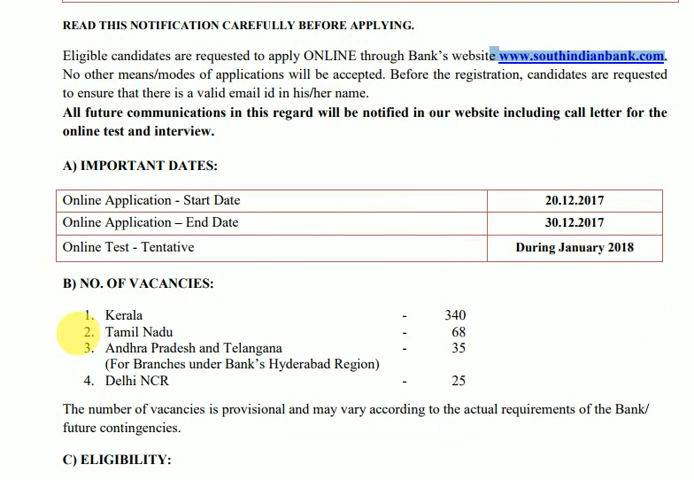 READ THIS NOTIFICATION CAREFULLY BEFORE APPLYING.
Eligible candidates are requested to apply ONLINE through Bank's website www.southindianbank.com.
No other means/modes of applications will be accepted. Before the registration, candidates are requested
to ensure that there is a valid email id in his/her name.
All future communications in this regard will be notified in our website including call letter for the
online test and interview.
A) IMPORTANT DATES:
Online Application - Start Date 20.12.2017
Online Application – End Date 30.12.2017
Online Test - Tentative During January 2018
B) NO. OF VACANCIES:
1. Kerala - 340
2. Tamil Nadu - 68
3. Andhra Pradesh and Telangana - 35
(For Branches under Bank's Hyderabad Region)
4. Delhi NCR - 25
The number of vacancies is provisional and may vary according to the actual requirements of the Bank/
future contingencies.
C) ELIGIBILITY: